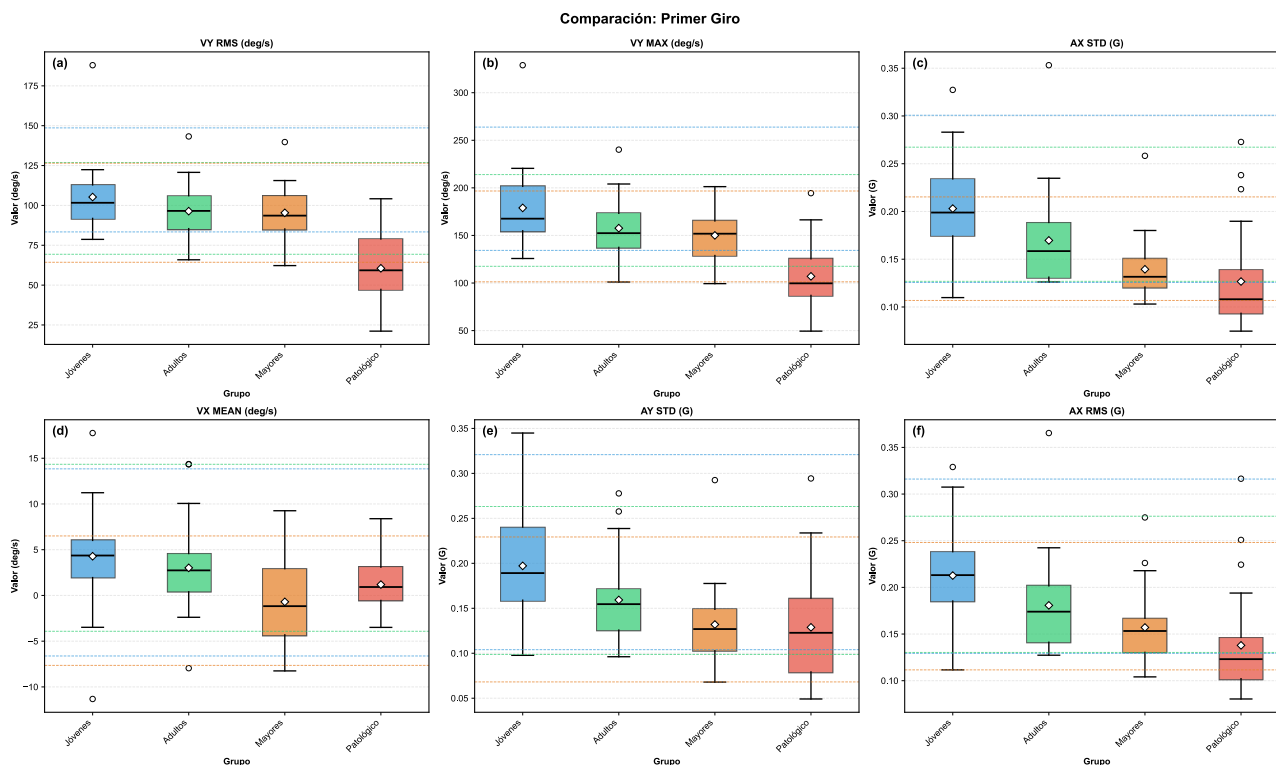 Comparación: Primer Giro
VY RMS (deg/s)
(a)
Valor (deg/s)
175
150
125
100
75
50
25
Jóvenes
Adultos
Mayores
Patológico
Grupo
VY MAX (deg/s)
(b)
Valor (deg/s)
300
250
200
150
100
50
Jóvenes
Adultos
Mayores
Patológico
Grupo
AX STD (G)
(c)
Valor (G)
0.35
0.30
0.25
0.20
0.15
0.10
Jóvenes
Adultos
Mayores
Patológico
Grupo
VX MEAN (deg/s)
(d)
Valor (deg/s)
15
10
5
0
−5
−10
Jóvenes
Adultos
Mayores
Patológico
Grupo
AY STD (G)
(e)
Valor (G)
0.35
0.30
0.25
0.20
0.15
0.10
0.05
Jóvenes
Adultos
Mayores
Patológico
Grupo
AX RMS (G)
(f)
Valor (G)
0.35
0.30
0.25
0.20
0.15
0.10
Jóvenes
Adultos
Mayores
Patológico
Grupo